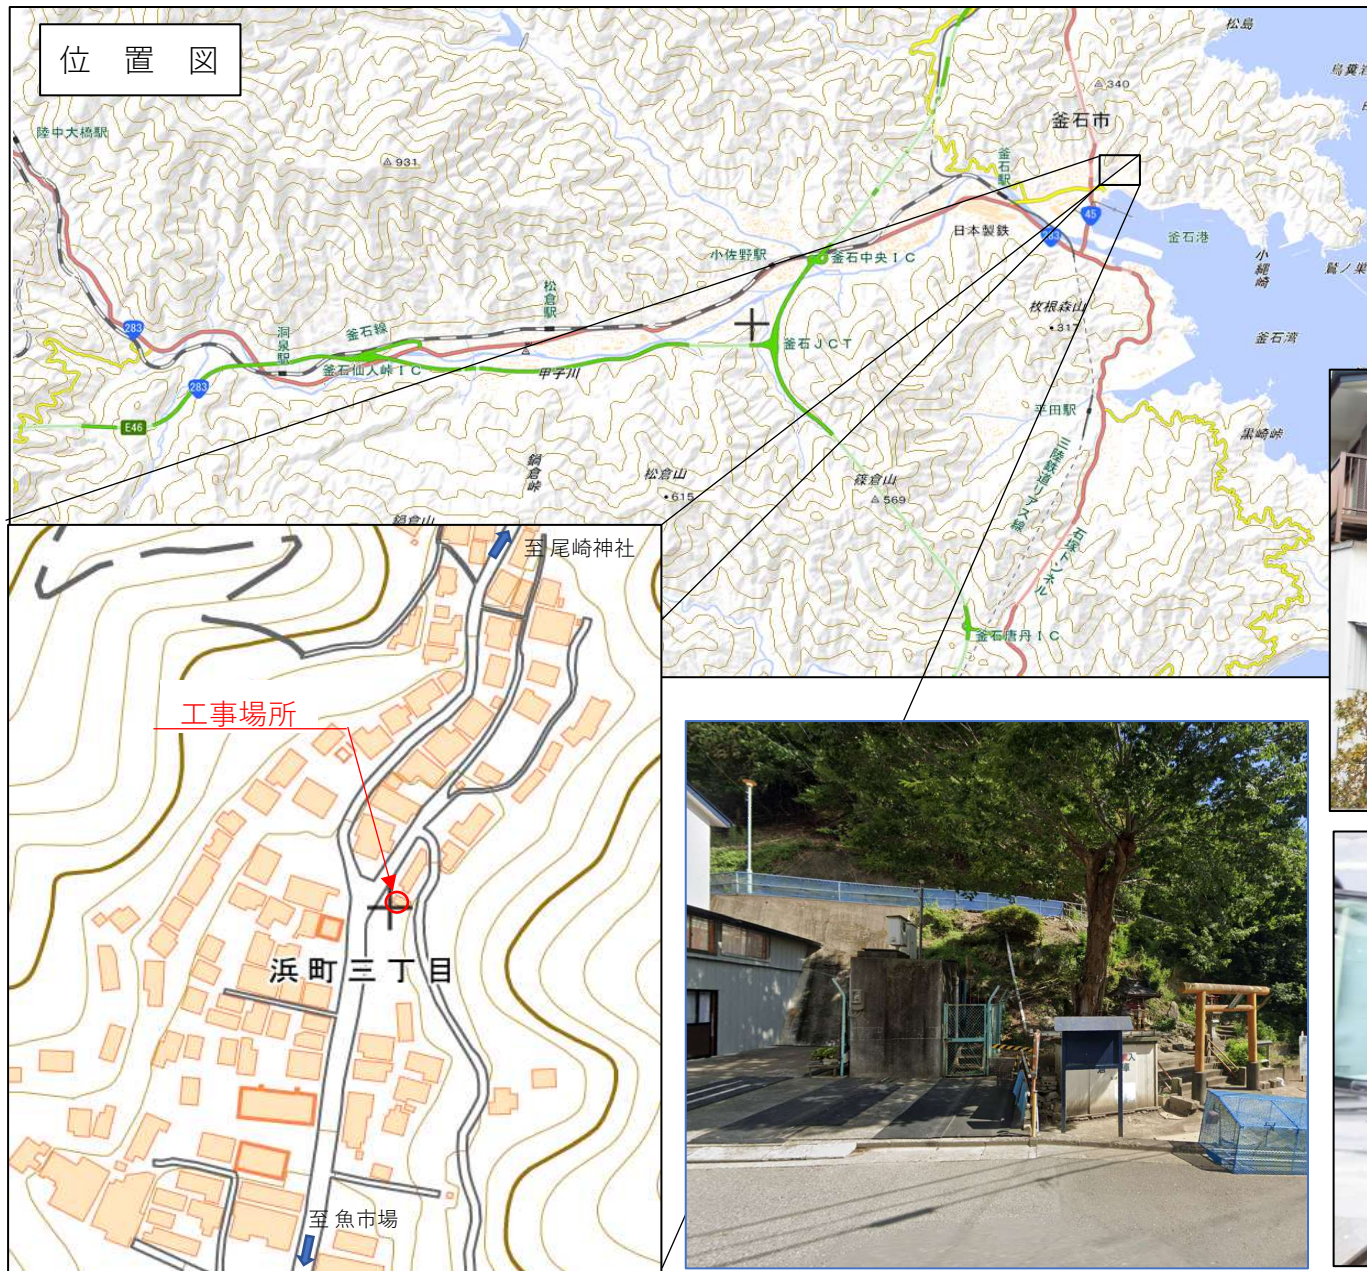 位置図
松島
△340
釜石市
陸中大橋駅
△931
釜石駅
45
日本製鉄
釜石港
小佐野駅
釜石中央IC
小縄崎
松倉駅
枚根森山
•317
283
釜石線
洞泉駅
釜石JCT
釜石湾
釜石仙人峠IC
283
甲子川
平田駅
E46
黒崎峠
鍋倉峠
松倉山
•615
篠倉山
△569
三陸鉄道リアス線
石塚トンネル
鍋倉山
釜石唐丹IC
至 尾崎神社
工事場所
浜町三丁目
至 魚市場